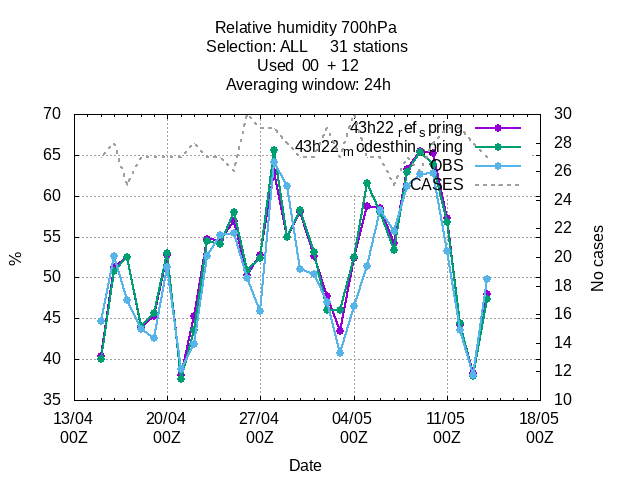 Relative humidity 700hPa
Selection: ALL     31 stations
Used  00  + 12
Averaging window: 24h
70
65
60
55
50
45
40
35
%
30
28
26
24
22
20
18
16
14
12
10
No cases
43h22refspring
43h22mcdesthinpring
OBS
CASES
13/04 20/04 27/04 04/05 11/05 18/05
00Z 00Z 00Z 00Z 00Z 00Z
Date